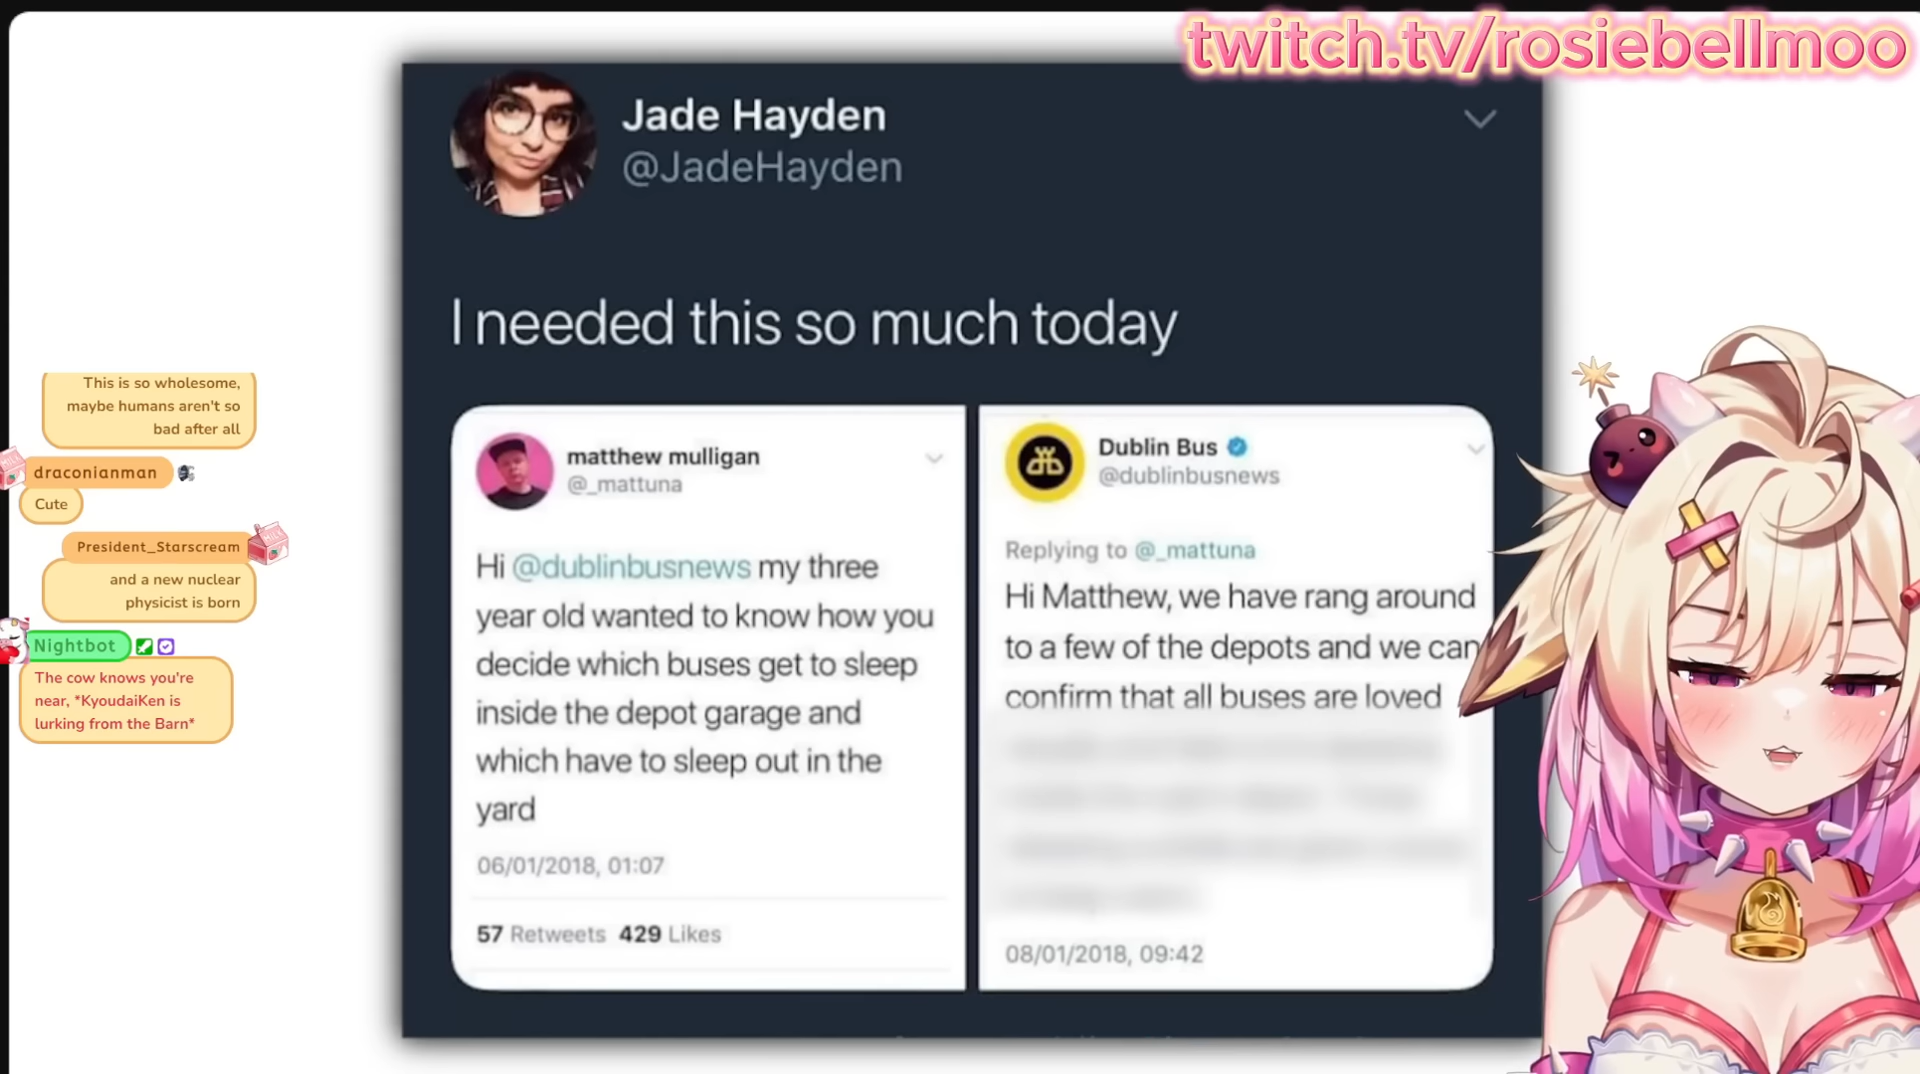 twitch.tv/rosiebellmoo
Jade Hayden
@JadeHayden
I needed this so much today
matthew mulligan
@_mattuna
Hi @dublinbusnews my three
year old wanted to know how you
decide which buses get to sleep
inside the depot garage and
which have to sleep out in the
yard
06/01/2018, 01:07
57 Retweets 429 Likes
Dublin Bus
@dublinbusnews
Replying to @_mattuna
Hi Matthew, we have rang around
to a few of the depots and we can
confirm that all buses are loved
08/01/2018, 09:42
This is so wholesome,
maybe humans aren't so
bad after all
draconianman
Cute
President_Starscream
and a new nuclear
physicist is born
Nightbot
The cow knows you're
near, *KyoudaiKen is
lurking from the Barn*